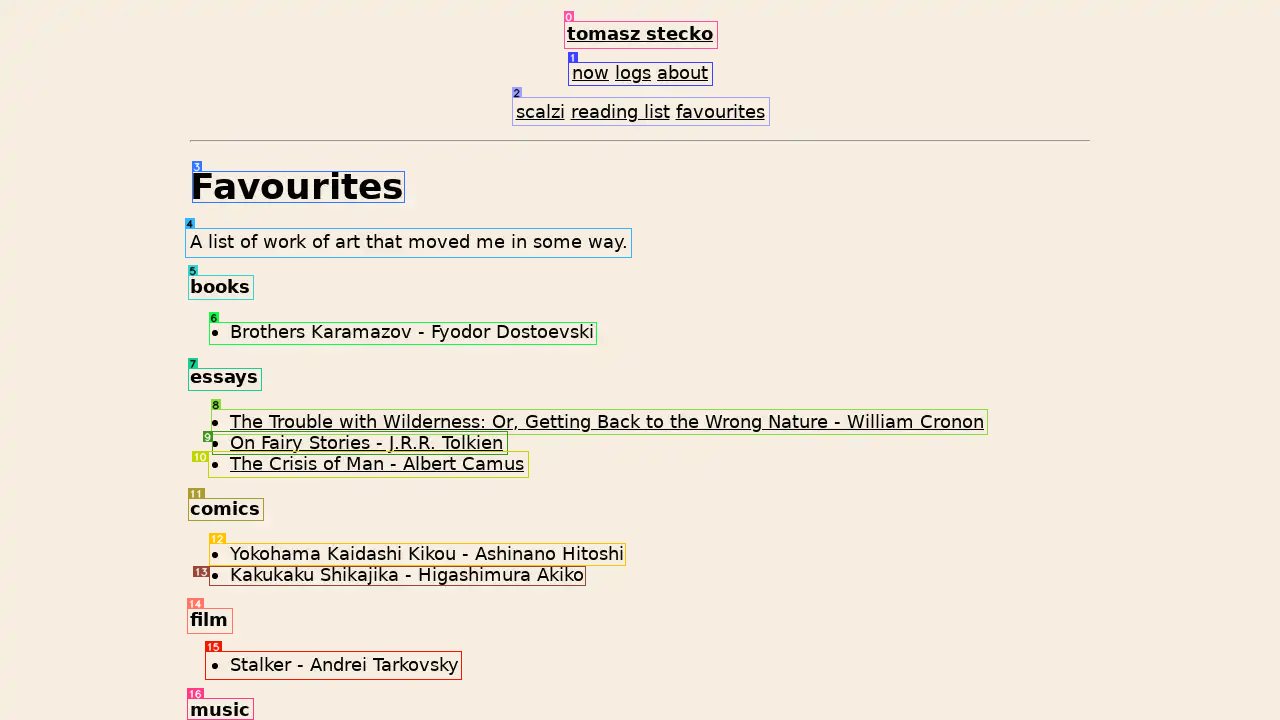 0
tomasz stecko
1
now logs about
2
scalzi reading list favourites
3
Favourites
4
A list of work of art that moved me in some way.
5
books
6
• Brothers Karamazov - Fyodor Dostoevski
7
essays
8
• The Trouble with Wilderness: Or, Getting Back to the Wrong Nature - William Cronon
9
• On Fairy Stories - J.R.R. Tolkien
10
• The Crisis of Man - Albert Camus
11
comics
12
• Yokohama Kaidashi Kikou - Ashinano Hitoshi
13
• Kakukaku Shikajika - Higashimura Akiko
14
film
15
• Stalker - Andrei Tarkovsky
16
music